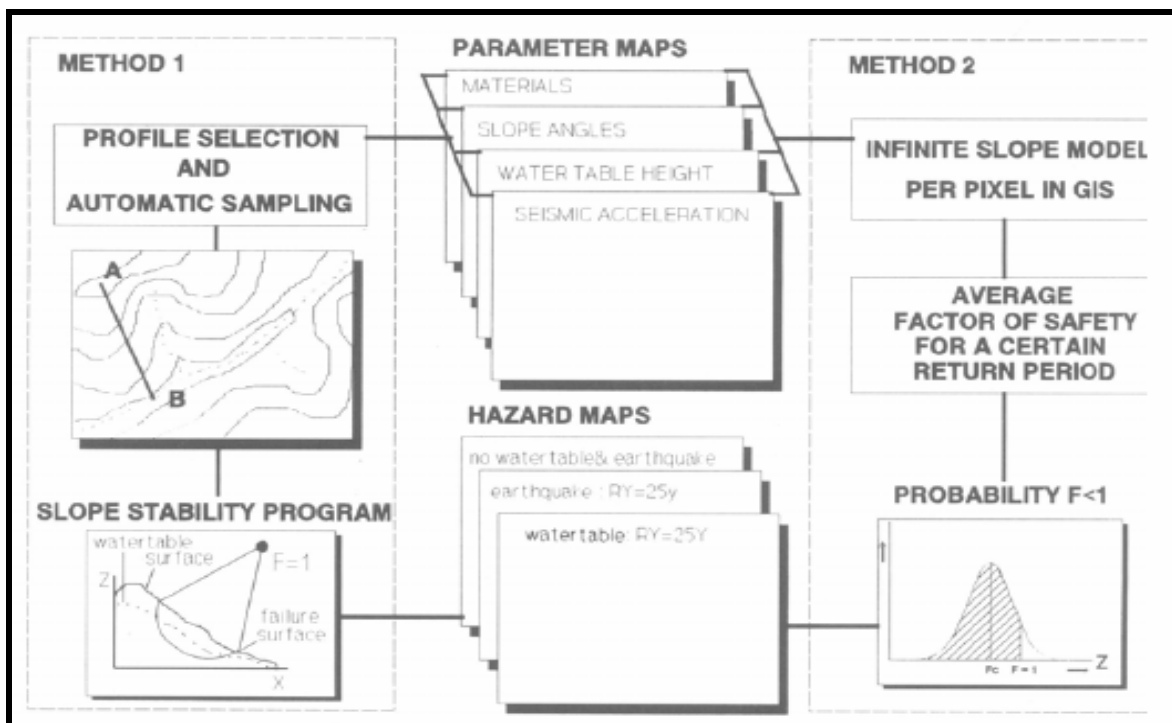 METHOD 1
PROFILE SELECTION
AND
AUTOMATIC SAMPLING
A
B
SLOPE STABILITY PROGRAM
watertable
surface
Z
F=1
failure
surface
X
PARAMETER MAPS
MATERIALS
SLOPE ANGLES
WATER TABLE HEIGHT
SEISMIC ACCELERATION
HAZARD MAPS
no watertable& earthquake
earthquake : RY=25y
watertable: RY=25Y
METHOD 2
INFINITE SLOPE MODEL
PER PIXEL IN GIS
AVERAGE
FACTOR OF SAFETY
FOR A CERTAIN
RETURN PERIOD
PROBABILITY F<1
Fc F = 1
Z